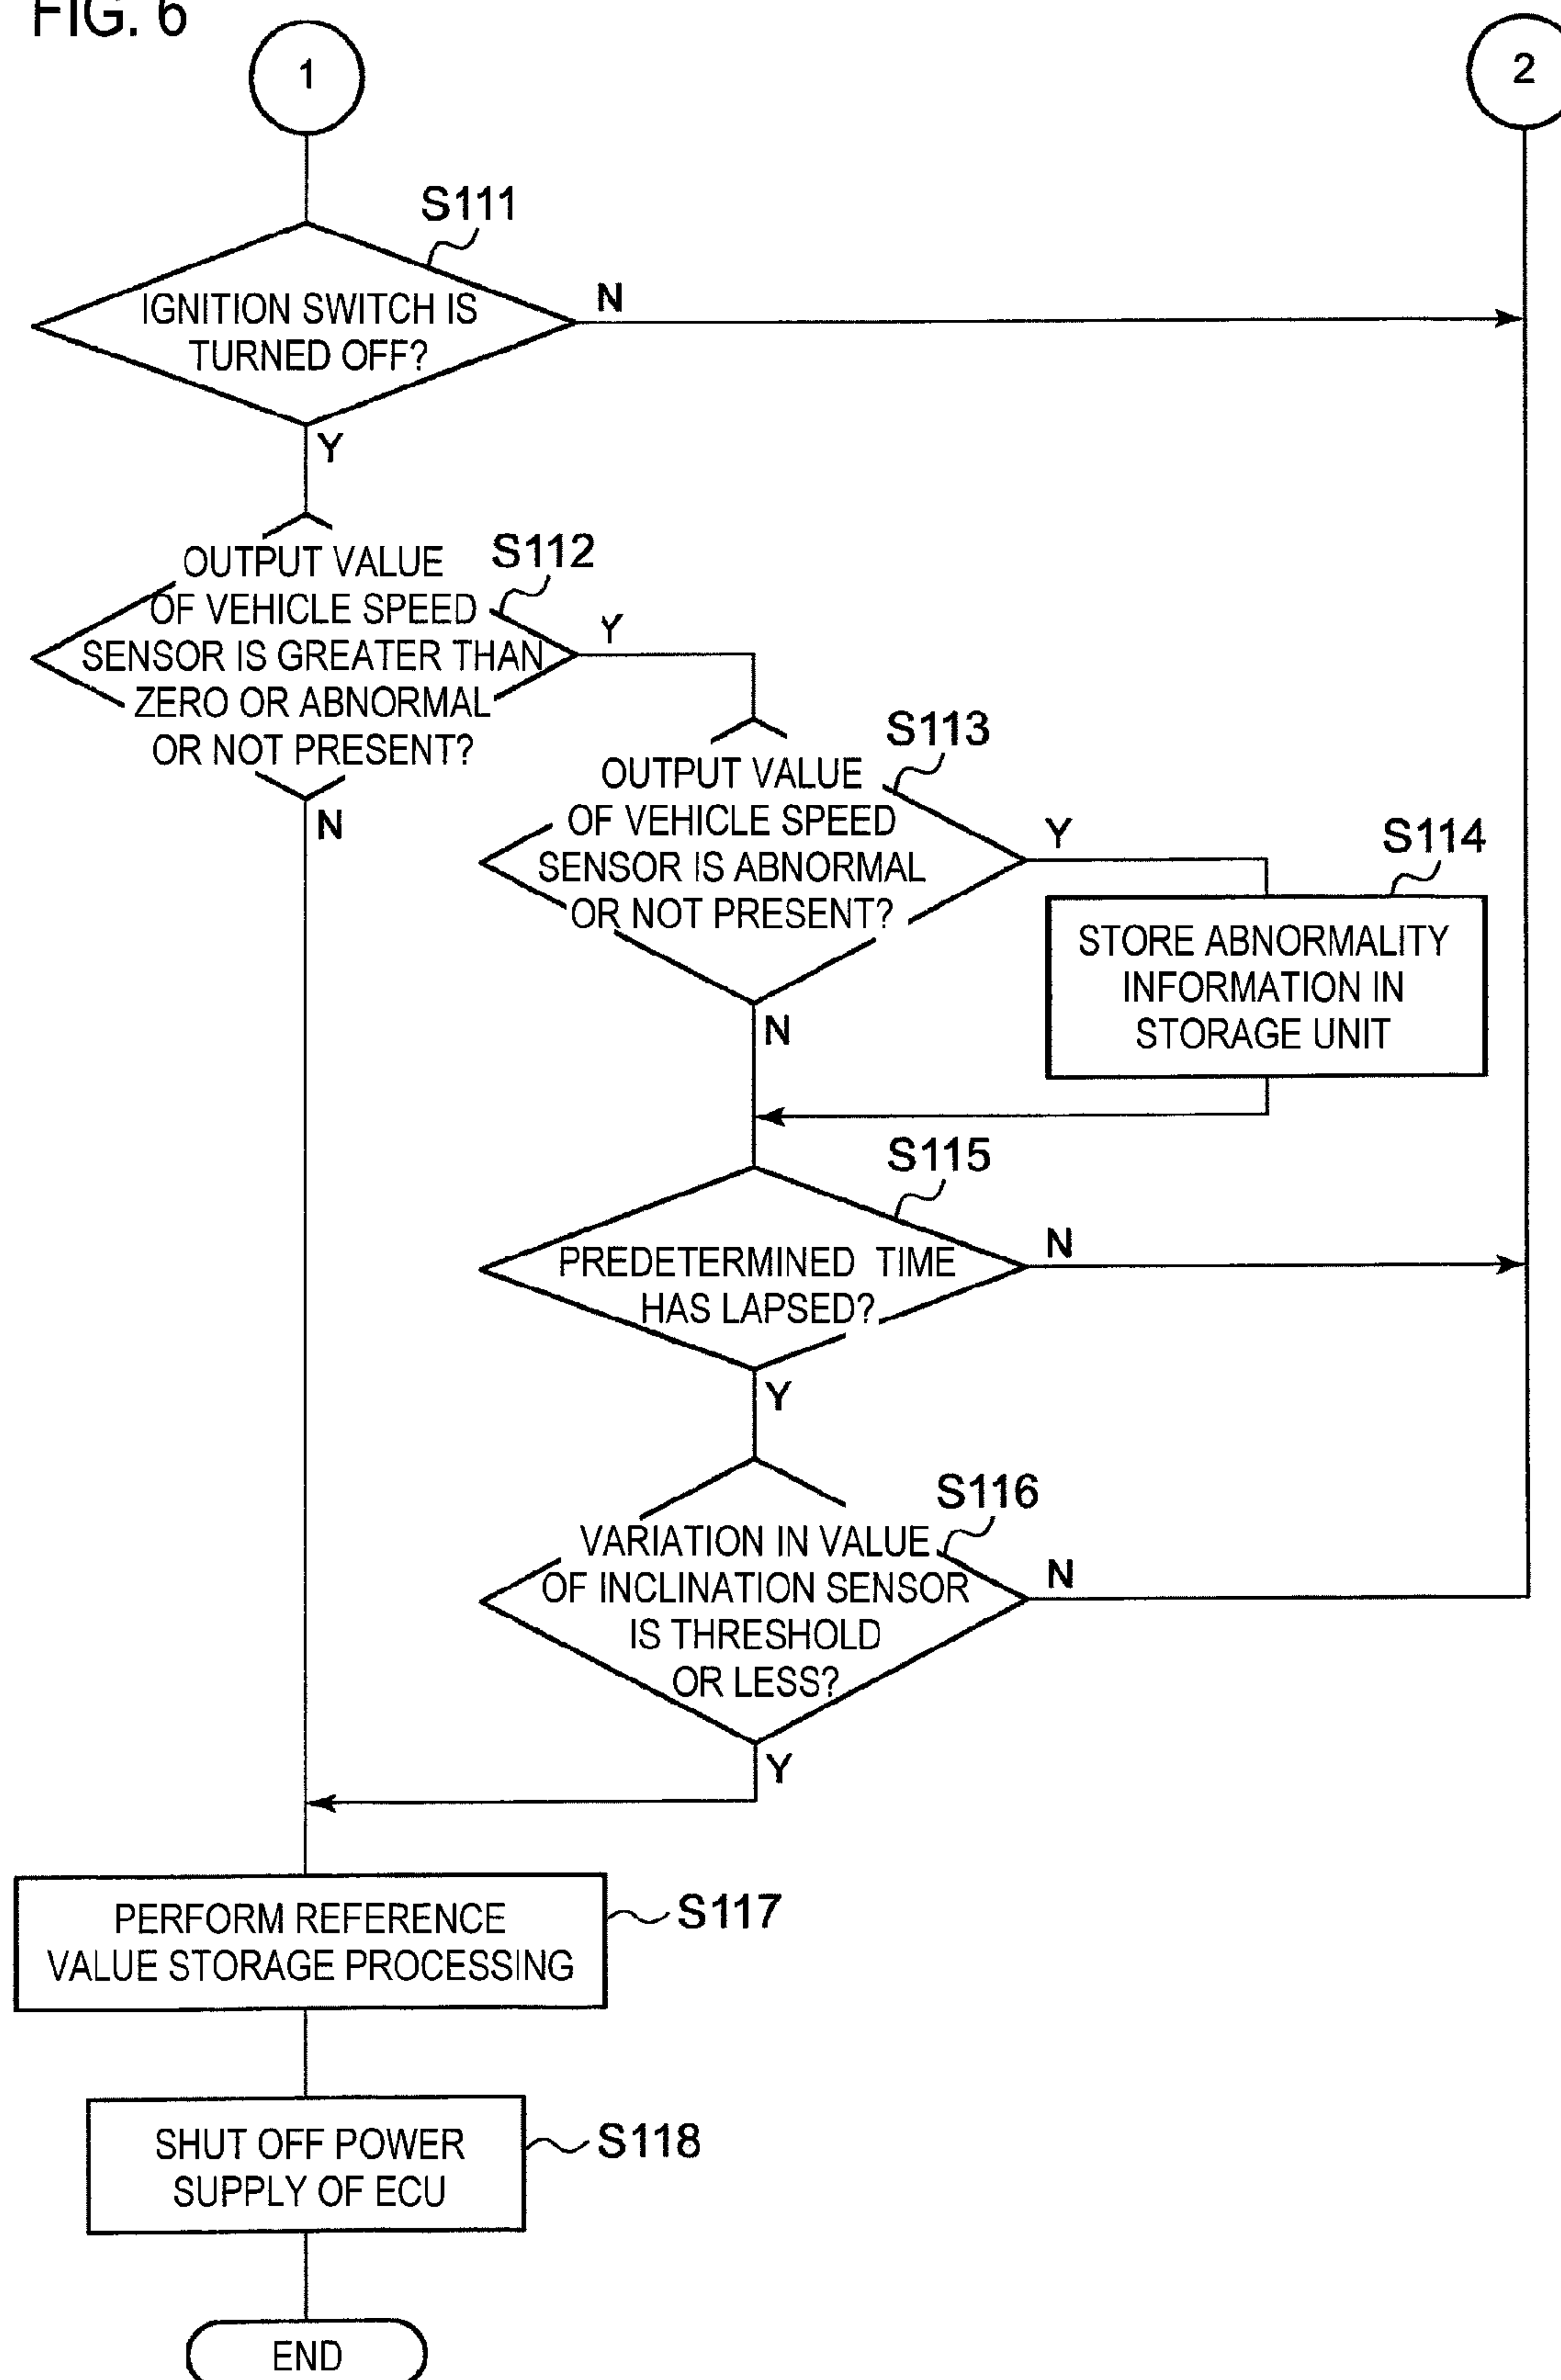 FIG. 6
1
2
S111
IGNITION SWITCH IS
TURNED OFF?
N
Y
S112
OUTPUT VALUE
OF VEHICLE SPEED
SENSOR IS GREATER THAN
ZERO OR ABNORMAL
OR NOT PRESENT?
Y
N
S113
OUTPUT VALUE
OF VEHICLE SPEED
SENSOR IS ABNORMAL
OR NOT PRESENT?
Y
N
S114
STORE ABNORMALITY
INFORMATION IN
STORAGE UNIT
S115
PREDETERMINED TIME
HAS LAPSED?
N
Y
S116
VARIATION IN VALUE
OF INCLINATION SENSOR
IS THRESHOLD
OR LESS?
N
Y
PERFORM REFERENCE
VALUE STORAGE PROCESSING
S117
SHUT OFF POWER
SUPPLY OF ECU
S118
END